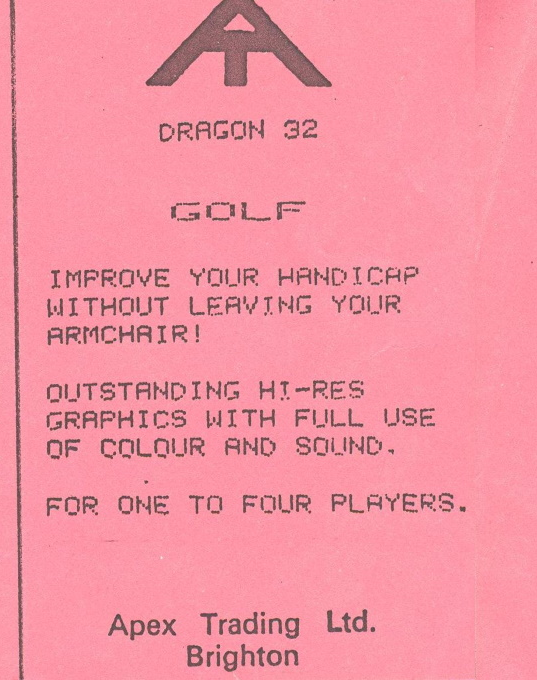 DRAGON 32
GOLF
IMPROVE YOUR HANDICAP
WITHOUT LEAVING YOUR
ARMCHAIR!
OUTSTANDING HI-RES
GRAPHICS WITH FULL USE
OF COLOUR AND SOUND.
FOR ONE TO FOUR PLAYERS.
Apex Trading Ltd.
Brighton